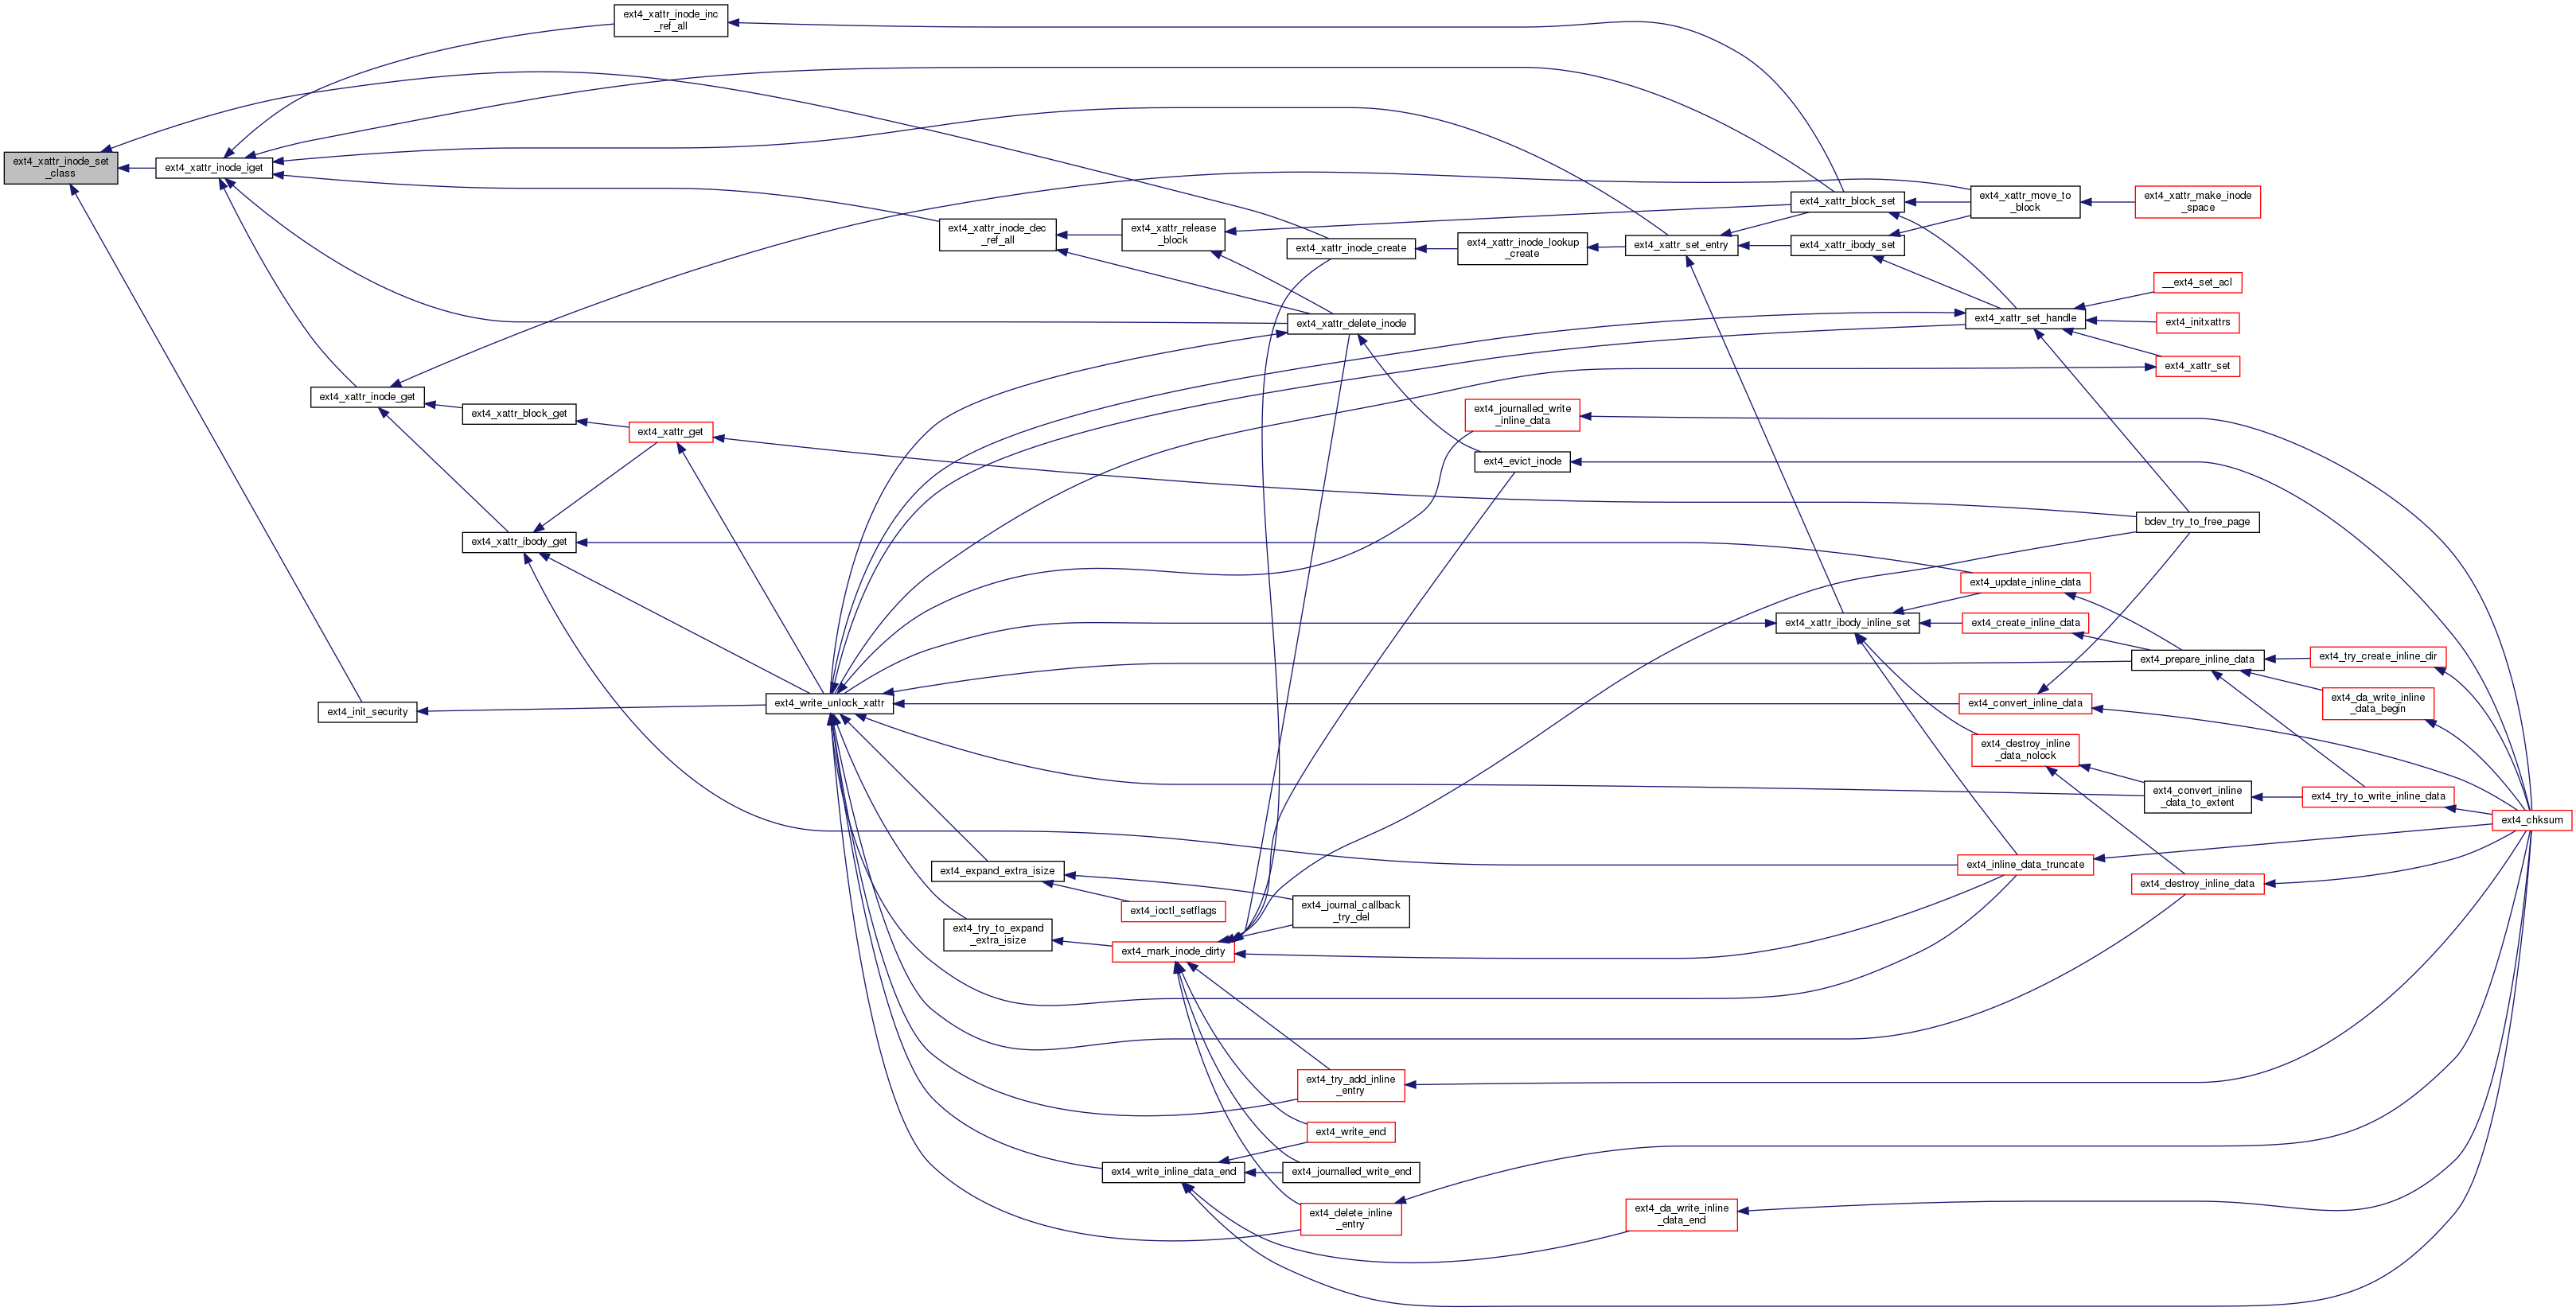 ext4_xattr_inode_inc
_ref_all
ext4_xattr_inode_set
_class
ext4_xattr_inode_iget
ext4_xattr_block_set
ext4_xattr_move_to
_block
ext4_xattr_make_inode
_space
ext4_xattr_inode_dec
_ref_all
ext4_xattr_release
_block
ext4_xattr_inode_create
ext4_xattr_inode_lookup
_create
ext4_xattr_set_entry
ext4_xattr_ibody_set
__ext4_set_acl
ext4_xattr_delete_inode
ext4_xattr_set_handle
ext4_initxattrs
ext4_xattr_set
ext4_xattr_inode_get
ext4_xattr_block_get
ext4_xattr_get
ext4_journalled_write
_inline_data
ext4_evict_inode
bdev_try_to_free_page
ext4_xattr_ibody_get
ext4_update_inline_data
ext4_xattr_ibody_inline_set
ext4_create_inline_data
ext4_prepare_inline_data
ext4_try_create_inline_dir
ext4_init_security
ext4_write_unlock_xattr
ext4_convert_inline_data
ext4_da_write_inline
_data_begin
ext4_destroy_inline
_data_nolock
ext4_convert_inline
_data_to_extent
ext4_try_to_write_inline_data
ext4_chksum
ext4_expand_extra_isize
ext4_inline_data_truncate
ext4_destroy_inline_data
ext4_ioctl_setflags
ext4_journal_callback
_try_del
ext4_try_to_expand
_extra_isize
ext4_mark_inode_dirty
ext4_try_add_inline
_entry
ext4_write_end
ext4_write_inline_data_end
ext4_journalled_write_end
ext4_delete_inline
_entry
ext4_da_write_inline
_data_end